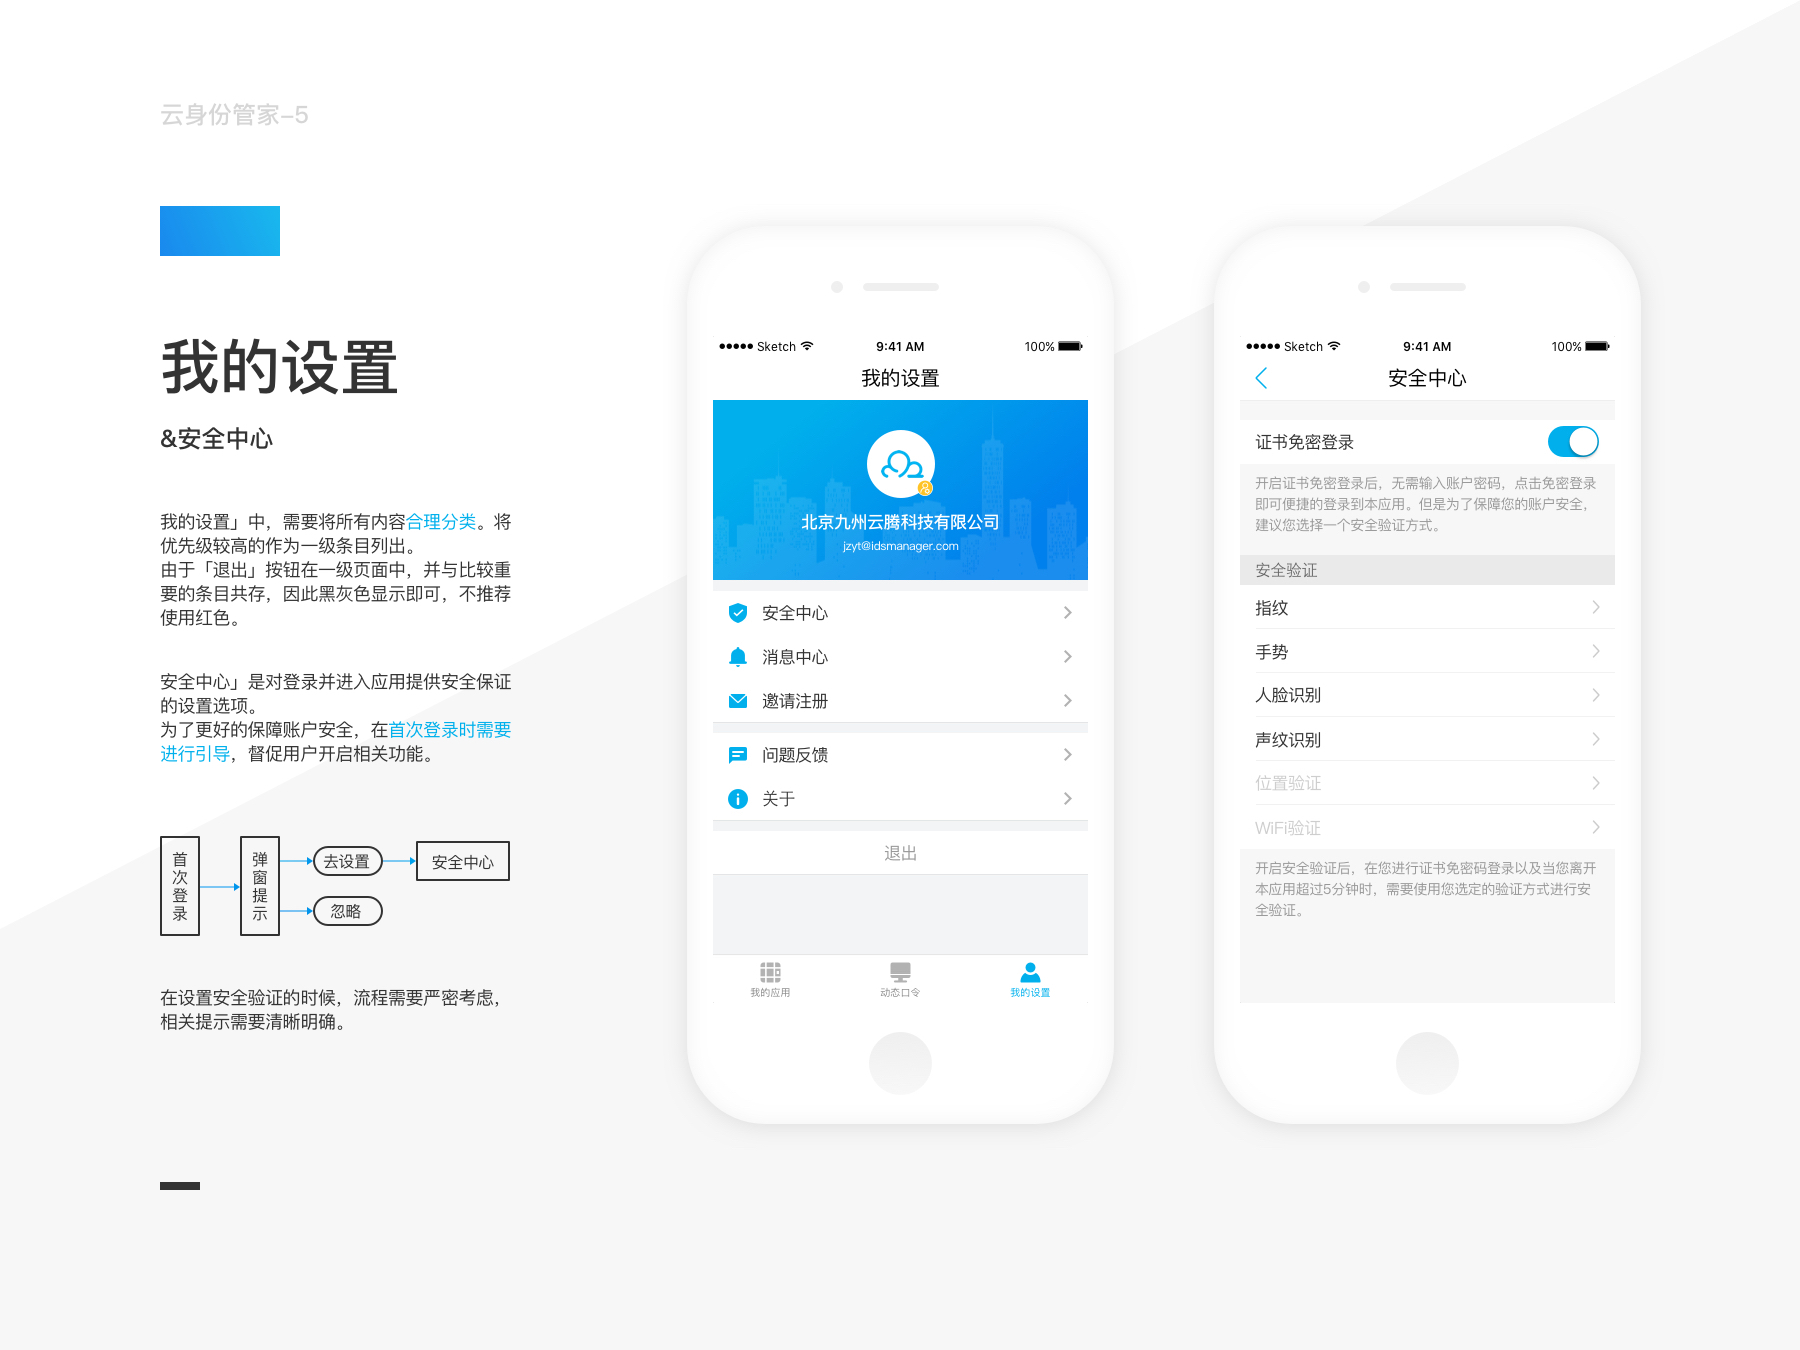 云身份管家-5
我的设置
&安全中心
我的设置」中，需要将所有内容合理分类。将
优先级较高的作为一级条目列出。
由于「退出」按钮在一级页面中，并与比较重
要的条目共存，因此黑灰色显示即可，不推荐
使用红色。
安全中心」是对登录并进入应用提供安全保证
的设置选项。
为了更好的保障账户安全，在首次登录时需要
进行引导，督促用户开启相关功能。
首次登录
弹窗提示
去设置
安全中心
忽略
在设置安全验证的时候，流程需要严密考虑，
相关提示需要清晰明确。
Sketch 9:41 AM 100%
我的设置
北京九州云腾科技有限公司
jzyt@idsmanager.com
安全中心
消息中心
邀请注册
问题反馈
关于
退出
我的应用 动态口令 我的设置
Sketch 9:41 AM 100%
安全中心
证书免密登录
开启证书免密登录后，无需输入账户密码，点击免密登录
即可便捷的登录到本应用。但是为了保障您的账户安全，
建议您选择一个安全验证方式。
安全验证
指纹
手势
人脸识别
声纹识别
位置验证
WiFi验证
开启安全验证后，在您进行证书免密码登录以及当您离开
本应用超过5分钟时，需要使用您选定的验证方式进行安
全验证。